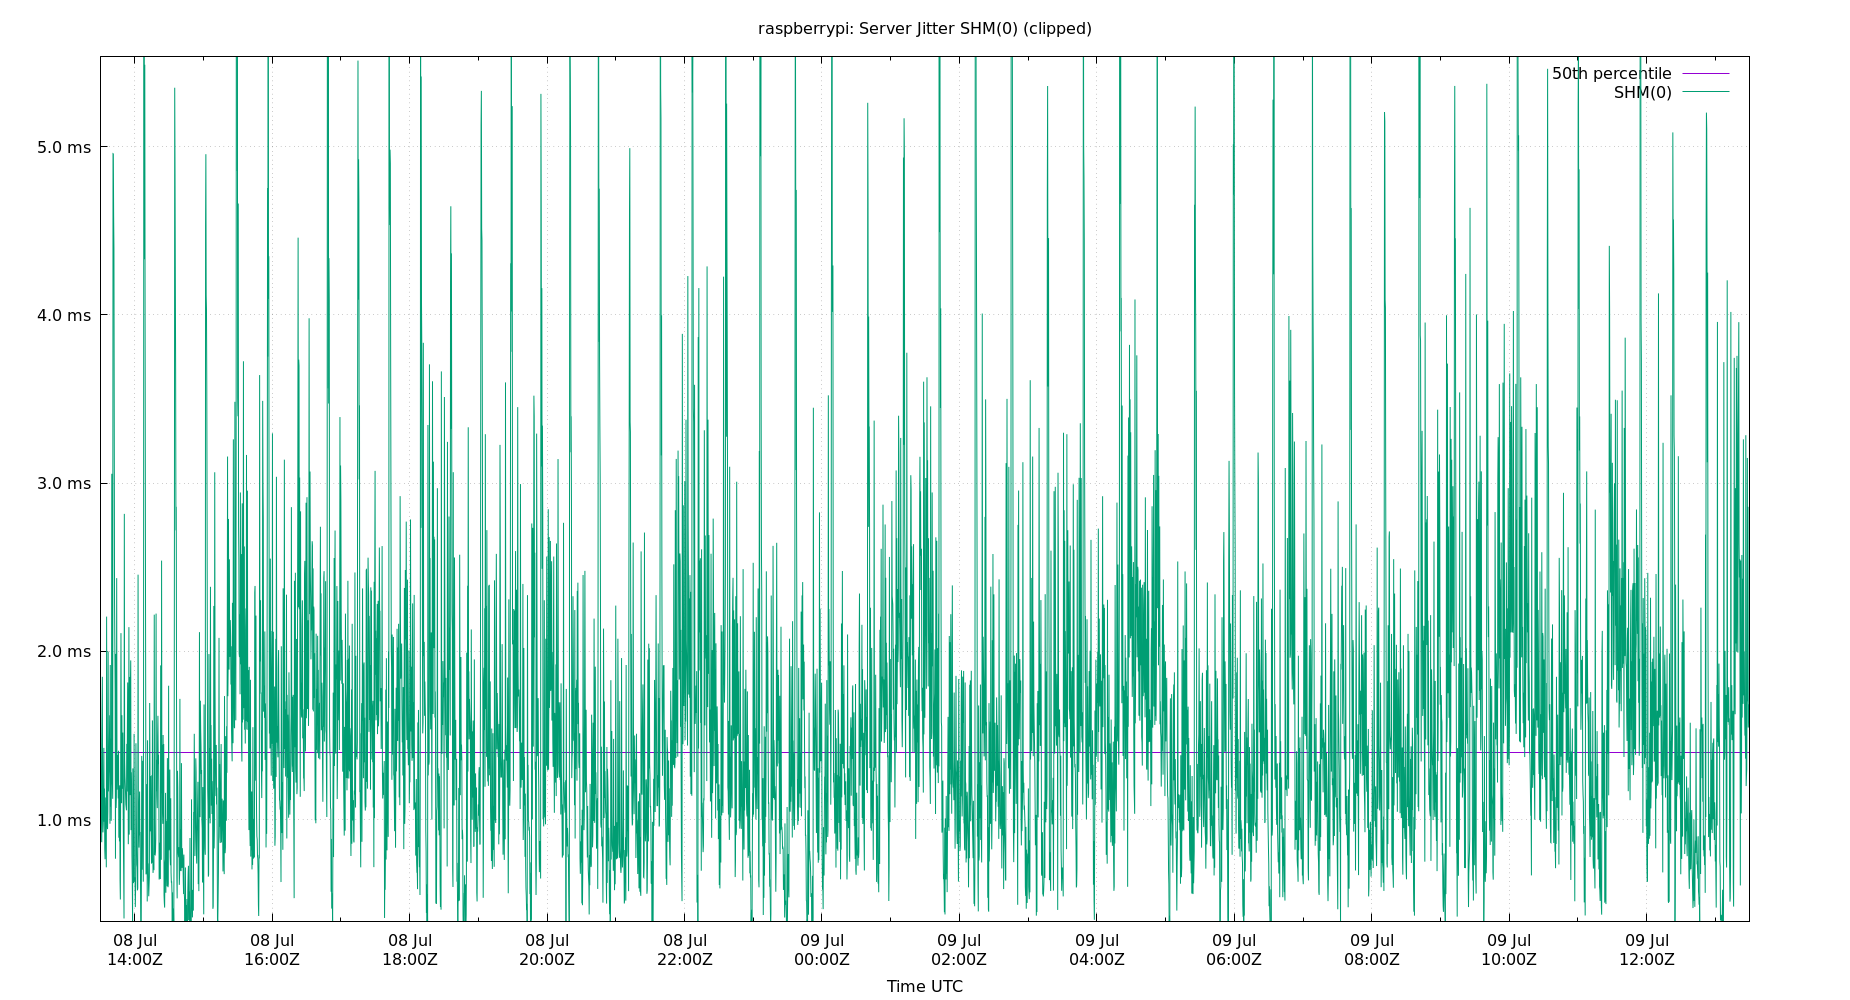 raspberrypi: Server Jitter SHM(0) (clipped)
50th percentile
SHM(0)
5.0 ms
4.0 ms
3.0 ms
2.0 ms
1.0 ms
08 Jul 08 Jul 08 Jul 08 Jul 08 Jul 09 Jul 09 Jul 09 Jul 09 Jul 09 Jul 09 Jul 09 Jul
14:00Z 16:00Z 18:00Z 20:00Z 22:00Z 00:00Z 02:00Z 04:00Z 06:00Z 08:00Z 10:00Z 12:00Z
Time UTC